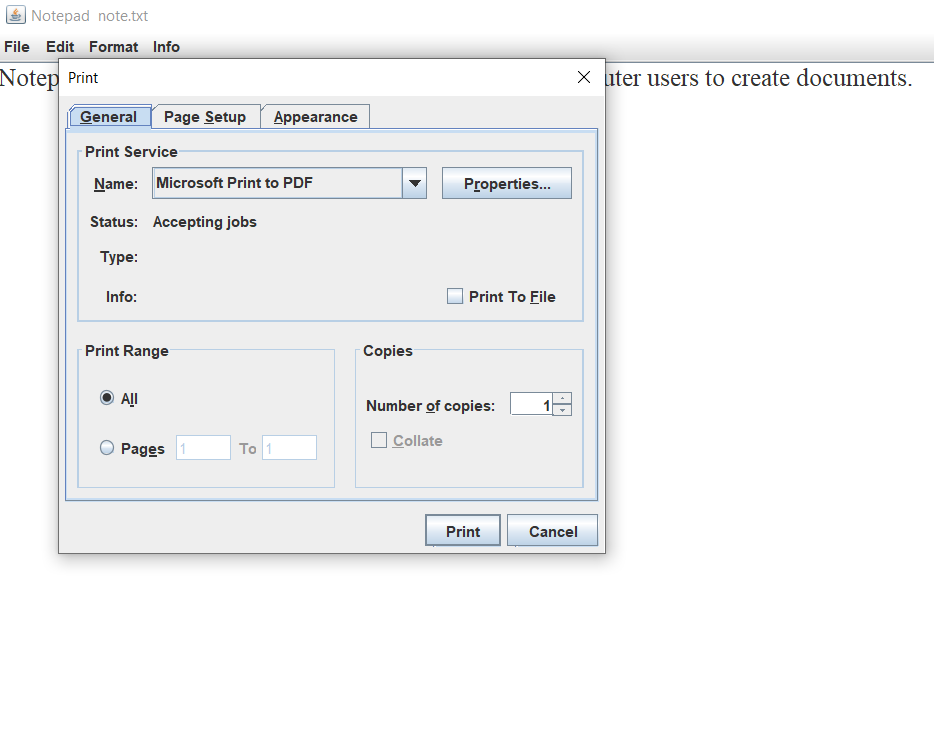 Notepad note.txt
File Edit Format Info
uter users to create documents.
Print
General Page Setup Appearance
Print Service
Name: Microsoft Print to PDF Properties...
Status: Accepting jobs
Type:
Info: Print To File
Print Range
All
Pages 1 To 1
Copies
Number of copies: 1
Collate
Print Cancel